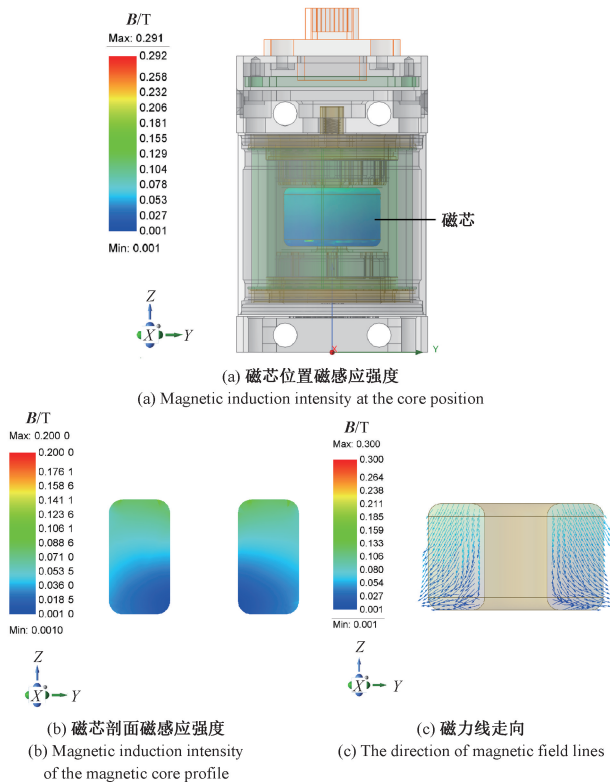 B/T
Max: 0.291
0.292
0.258
0.232
0.206
0.181
0.155
0.129
0.104
0.078
0.053
0.027
0.001
Min: 0.001
磁芯
Z
X
Y
X
Y
(a) 磁芯位置磁感应强度
(a) Magnetic induction intensity at the core position
B/T
Max: 0.200 0
0.200 0
0.176 1
0.158 6
0.141 1
0.123 6
0.106 1
0.088 6
0.071 0
0.053 5
0.036 0
0.018 5
0.001 0
Min: 0.0010
Z
X
Y
(b) 磁芯剖面磁感应强度
(b) Magnetic induction intensity
of the magnetic core profile
B/T
Max: 0.300
0.300
0.264
0.238
0.211
0.185
0.159
0.133
0.106
0.080
0.054
0.027
0.001
Min: 0.001
Z
X
Y
(c) 磁力线走向
(c) The direction of magnetic field lines